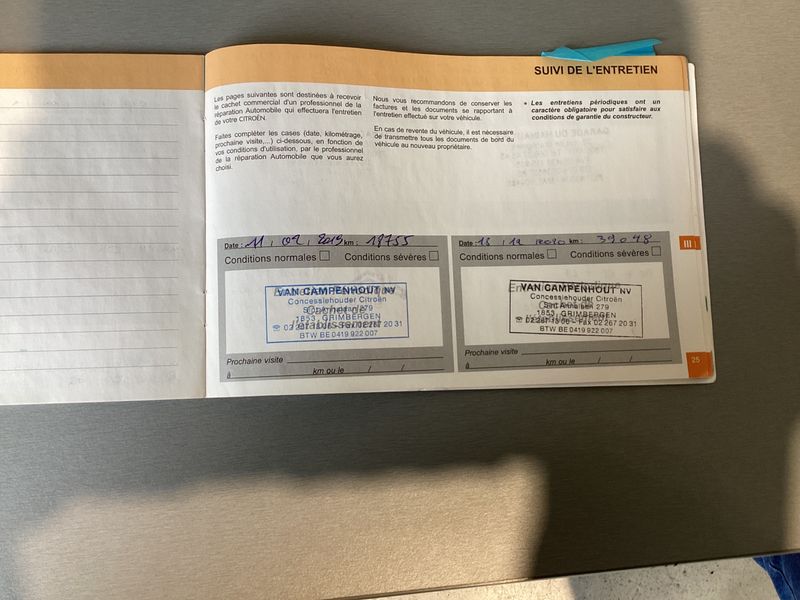 SUIVI DE L'ENTRETIEN
Les pages suivantes sont destinées à recevoir
le cachet commercial d'un professionnel de la
réparation Automobile qui effectuera l'entretien
de votre CITROËN.
Faites compléter les cases (date, kilométrage,
prochaine visite,...) ci-dessous, en fonction de
vos conditions d'utilisation, par le professionnel
de la réparation Automobile que vous aurez
choisi.
Nous vous recommandons de conserver les
factures et les documents se rapportant à
l'entretien effectué sur votre véhicule.
En cas de revente du véhicule, il est nécessaire
de transmettre tous les documents de bord du
véhicule au nouveau propriétaire.
• Les entretiens périodiques ont un
caractère obligatoire pour satisfaire aux
conditions de garantie du constructeur.
Date : 11, 02, 2019 km : 18755
Conditions normales Conditions sévères
VAN CAMPENHOUT NV
Concessiehouder Citroën
279
1853 GRIMBERGEN
02 267 20 31
BTW BE 0419 922 007
Prochaine visite
à km ou le / /
Date : 12 2020 km : 39048
Conditions normales Conditions sévères
VAN CAMPENHOUT NV
Concessiehouder Citroën
279
1853 GRIMBERGEN
Fax 02 267 20 31
BTW BE 0419 922 007
Prochaine visite
à km ou le / /
III
25